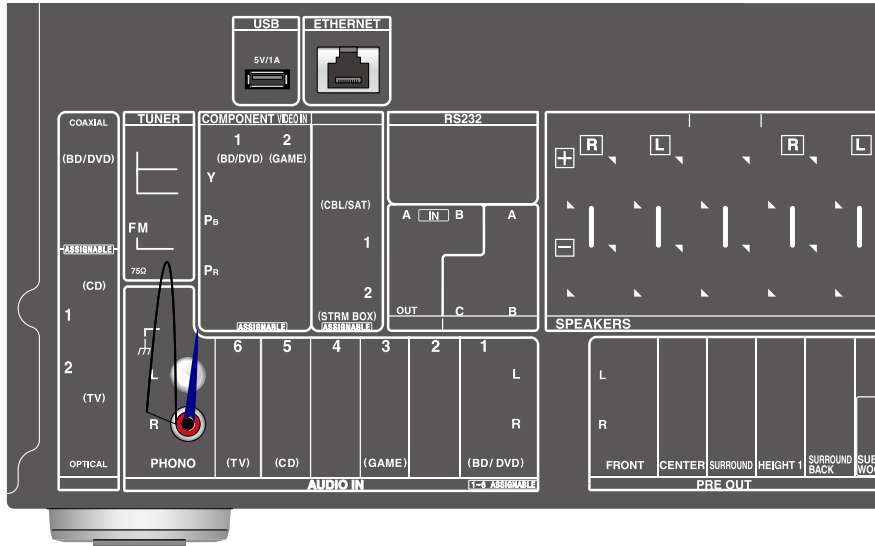 USB
ETHERNET
5V/1A
COAXIAL
TUNER
COMPONENT VIDEO IN
RS232
1
2
(BD/DVD)
(BD/DVD)
(GAME)
R
L
R
L
+
Y
(CBL/SAT)
A
IN
B
A
PB
FM
1
ASSIGNABLE
−
PR
75Ω
(CD)
2
1
(STRM BOX)
OUT
C
B
ASSIGNABLE
ASSIGNABLE
SPEAKERS
6
5
4
3
2
1
2
L
L
L
(TV)
R
R
R
OPTICAL
PHONO
(TV)
(CD)
(GAME)
(BD/ DVD)
FRONT
CENTER
SURROUND
HEIGHT 1
SURROUND
BACK
AUDIO IN
1~6 ASSIGNABLE
PRE OUT